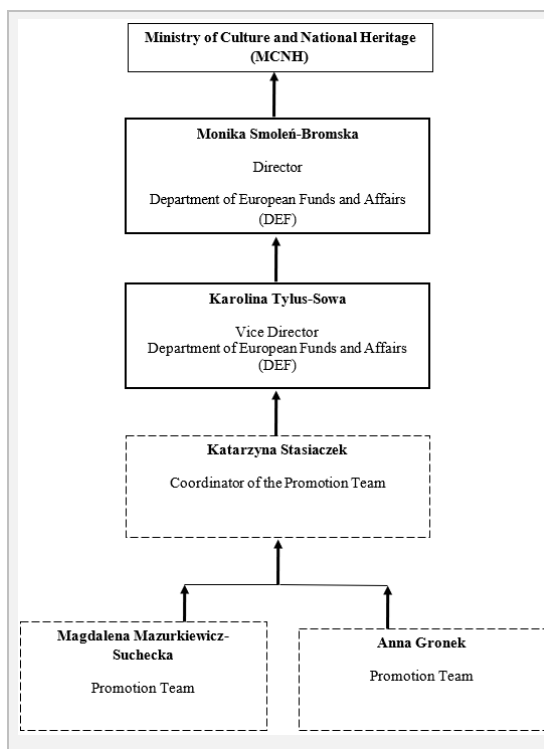 Ministry of Culture and National Heritage
(MCNH)
Monika Smoleń-Bromska
Director
Department of European Funds and Affairs
(DEF)
Karolina Tylus-Sowa
Vice Director
Department of European Funds and Affairs
(DEF)
Katarzyna Stasiaczek
Coordinator of the Promotion Team
Magdalena Mazurkiewicz-
Suchecka
Promotion Team
Anna Gronek
Promotion Team